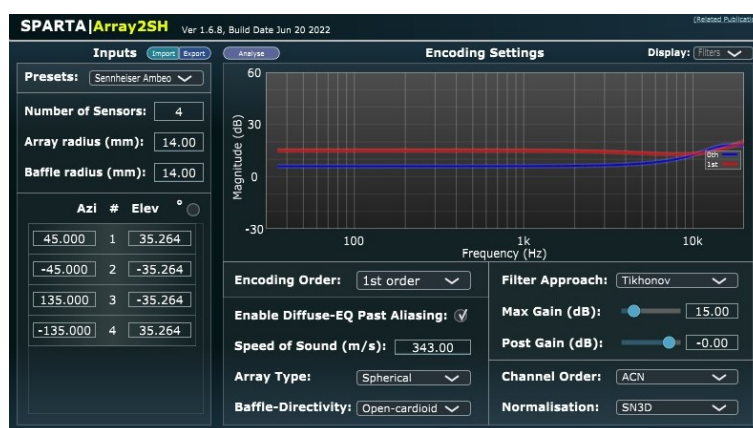 SPARTA|Array2SH Ver 1.6.8, Build Date Jun 20 2022
[Related Publicatio
Inputs Import Export
Presets: Sennheiser Ambeo
Number of Sensors: 4
Array radius (mm): 14.00
Baffle radius (mm): 14.00
Azi # Elev °
45.000 1 35.264
-45.000 2 -35.264
135.000 3 -35.264
-135.000 4 35.264
Analyse Encoding Settings Display: Filters
Magnitude (dB)
60
30
0
-30
0th
1st
100 1k 10k
Frequency (Hz)
Encoding Order: 1st order
Enable Diffuse-EQ Past Aliasing:
Speed of Sound (m/s): 343.00
Array Type: Spherical
Baffle-Directivity: Open-cardioid
Filter Approach: Tikhonov
Max Gain (dB): 15.00
Post Gain (dB): -0.00
Channel Order: ACN
Normalisation: SN3D